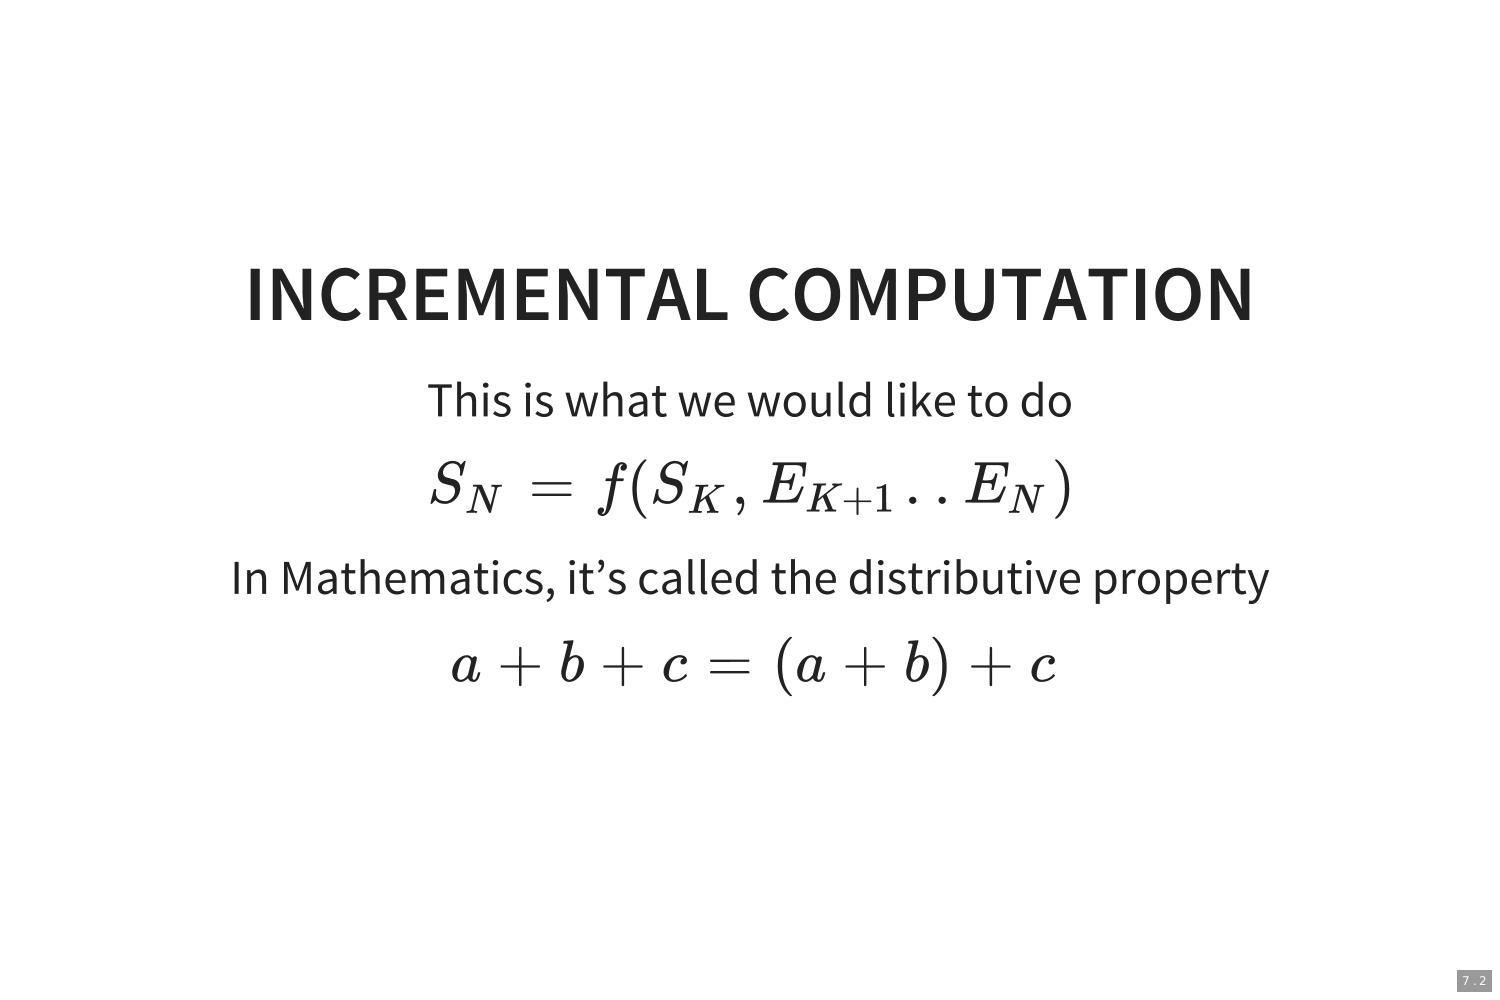 INCREMENTAL COMPUTATION
This is what we would like to do
S_N = f(S_K, E_{K+1} . . E_N)
In Mathematics, it’s called the distributive property
a + b + c = (a + b) + c
7.2